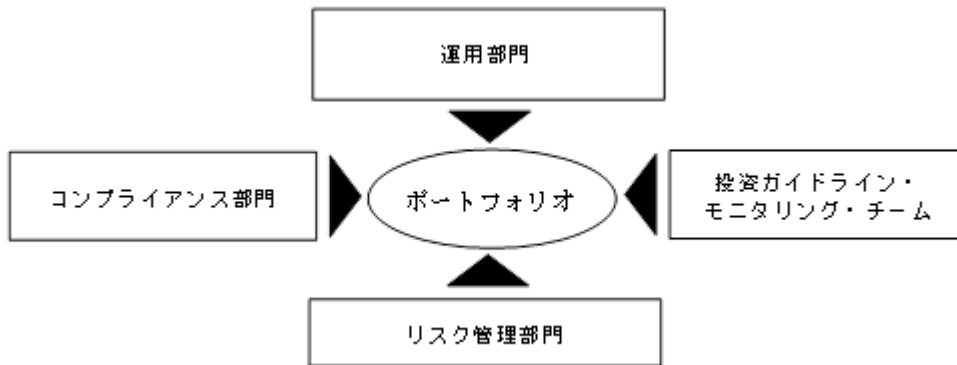 運用部門
コンプライアンス部門
ポートフォリオ
投資ガイドライン・
モニタリング・チーム
リスク管理部門